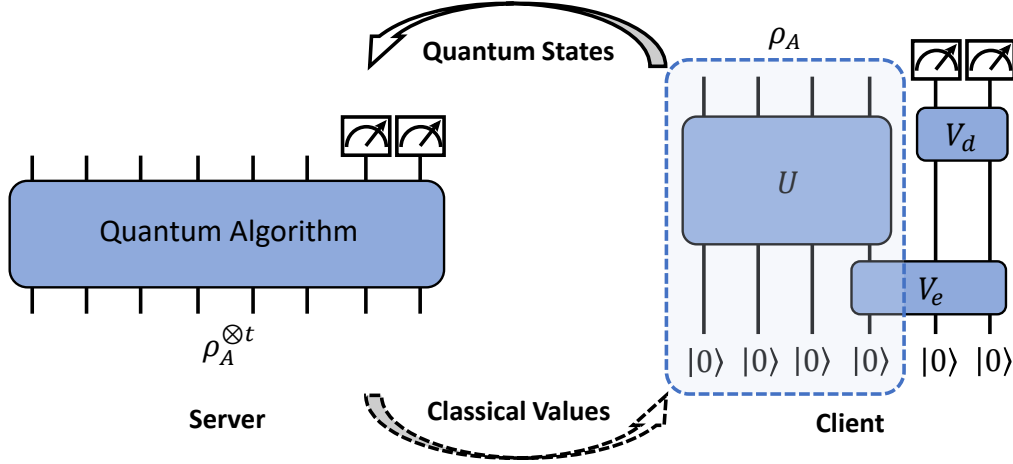 Quantum States
ρ_A
V_d
U
Quantum Algorithm
V_e
ρ_A^{⊗t}
|0⟩ |0⟩ |0⟩ |0⟩ |0⟩ |0⟩
Server
Classical Values
Client